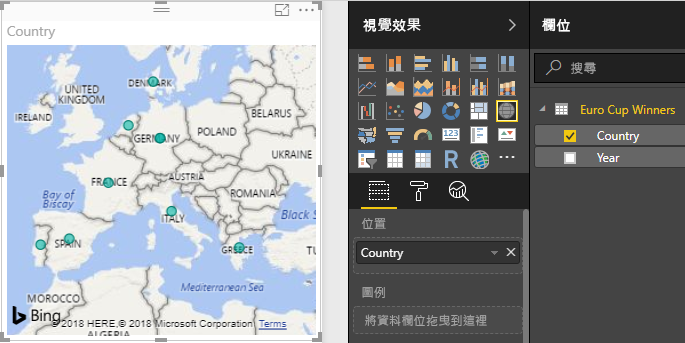 Country
UNITED
KINGDOM
IRELAND
DENMARK
BELARUS
POLAND
GERMANY
UKRAINE
FRANCE
AUSTRIA
ROMANIA
Bay of
Biscay
ITALY
Black S
SPAIN
GREECE
TUR
Mediterranean Sea
MOROCCO
ALGERIA
Bing
© 2018 HERE,© 2018 Microsoft Corporation Terms
視覺效果
123
R
位置
Country
圖例
將資料欄位拖曳到這裡
欄位
搜尋
Euro Cup Winners
Country
Year